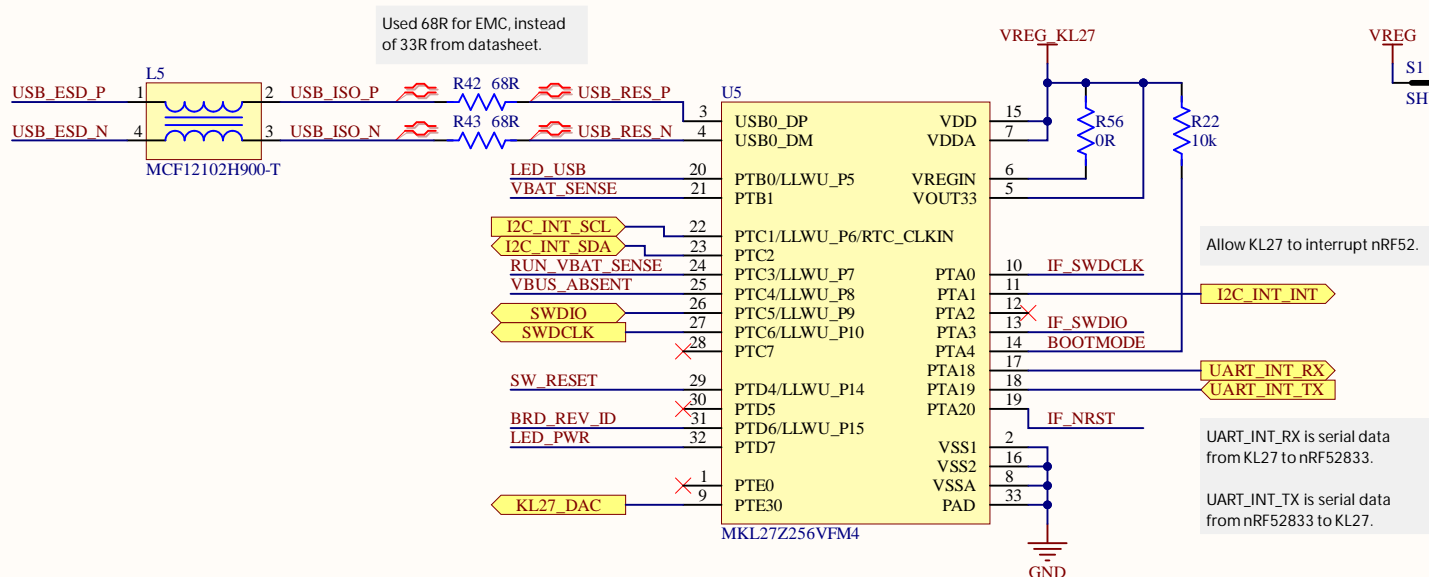 Used 68R for EMC, instead
of 33R from datasheet.
VREG_KL27
VREG
L5
S1
SH
USB_ESD_P 1 2 USB_ISO_P R42 68R USB_RES_P
USB_ESD_N 4 3 USB_ISO_N R43 68R USB_RES_N
MCF12102H900-T
U5
3 USB0_DP
4 USB0_DM
LED_USB 20 PTB0/LLWU_P5
VBAT_SENSE 21 PTB1
I2C_INT_SCL 22 PTC1/LLWU_P6/RTC_CLKIN
I2C_INT_SDA 23 PTC2
RUN_VBAT_SENSE 24 PTC3/LLWU_P7
VBUS_ABSENT 25 PTC4/LLWU_P8
SWDIO 26 PTC5/LLWU_P9
SWDCLK 27 PTC6/LLWU_P10
28 PTC7
SW_RESET 29 PTD4/LLWU_P14
30 PTD5
BRD_REV_ID 31 PTD6/LLWU_P15
LED_PWR 32 PTD7
1 PTE0
KL27_DAC 9 PTE30
VDD 15
VDDA 7
VREGIN 6
VOUT33 5
PTA0 10 IF_SWDCLK
PTA1 11 I2C_INT_INT
PTA2 12
PTA3 13 IF_SWDIO
PTA4 14 BOOTMODE
PTA18 17 UART_INT_RX
PTA19 18 UART_INT_TX
PTA20 19 IF_NRST
VSS1 2
VSS2 16
VSSA 8
PAD 33
MKL27Z256VFM4
R56
0R
R22
10k
GND
Allow KL27 to interrupt nRF52.
UART_INT_RX is serial data
from KL27 to nRF52833.
UART_INT_TX is serial data
from nRF52833 to KL27.